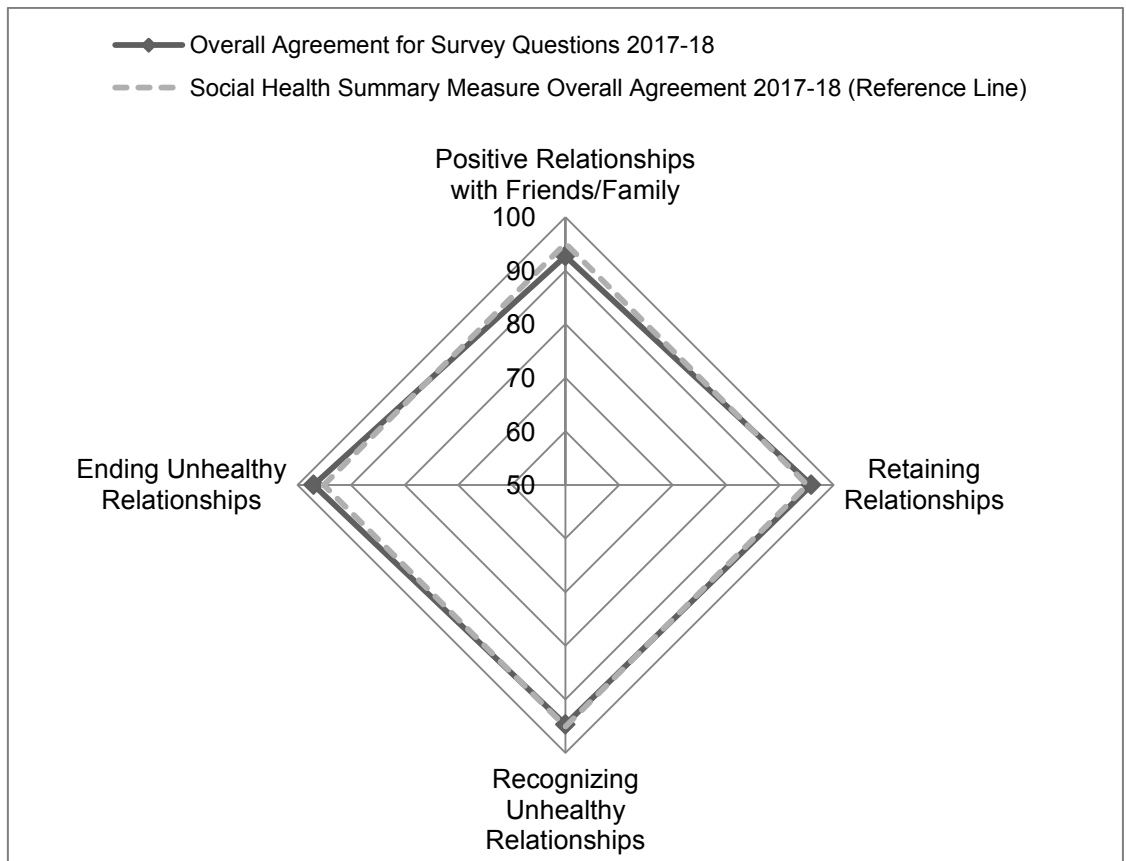 Overall Agreement for Survey Questions 2017-18
Social Health Summary Measure Overall Agreement 2017-18 (Reference Line)
Positive Relationships
with Friends/Family
100
90
80
70
60
50
Ending Unhealthy
Relationships
Retaining
Relationships
Recognizing
Unhealthy
Relationships